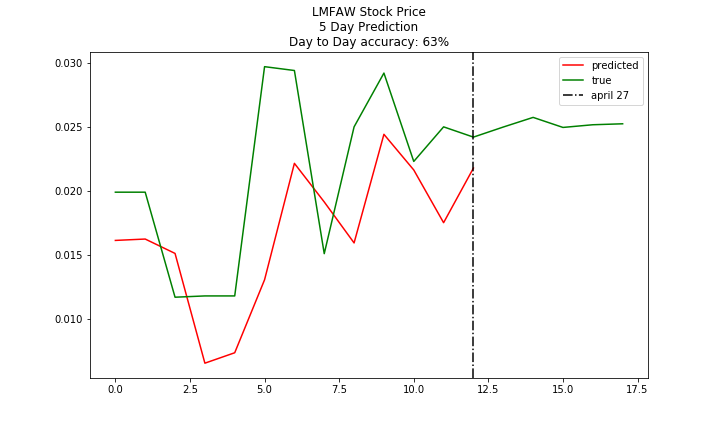 LMFAW Stock Price
5 Day Prediction
Day to Day accuracy: 63%
predicted
true
april 27
0.030
0.025
0.020
0.015
0.010
0.0 2.5 5.0 7.5 10.0 12.5 15.0 17.5